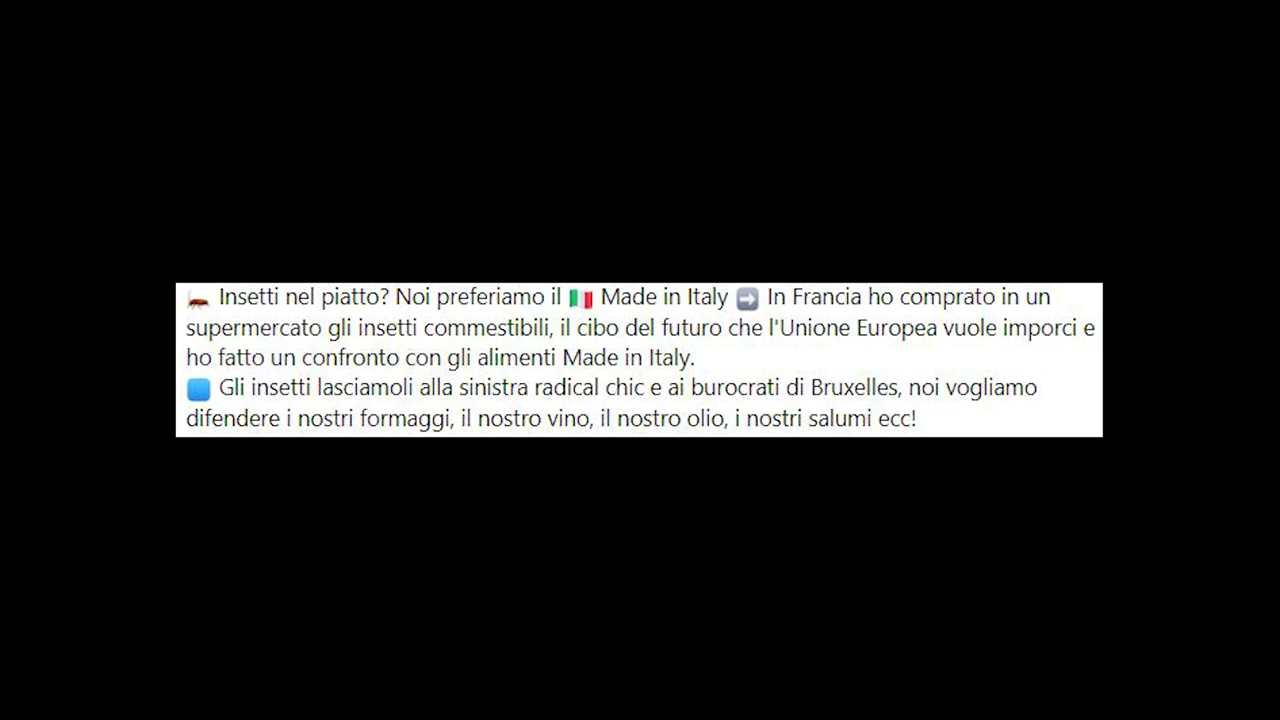 🦗 Insetti nel piatto? Noi preferiamo il 🇮🇹 Made in Italy ➡️ In Francia ho comprato in un
supermercato gli insetti commestibili, il cibo del futuro che l'Unione Europea vuole imporci e
ho fatto un confronto con gli alimenti Made in Italy.
🟦 Gli insetti lasciamoli alla sinistra radical chic e ai burocrati di Bruxelles, noi vogliamo
difendere i nostri formaggi, il nostro vino, il nostro olio, i nostri salumi ecc!